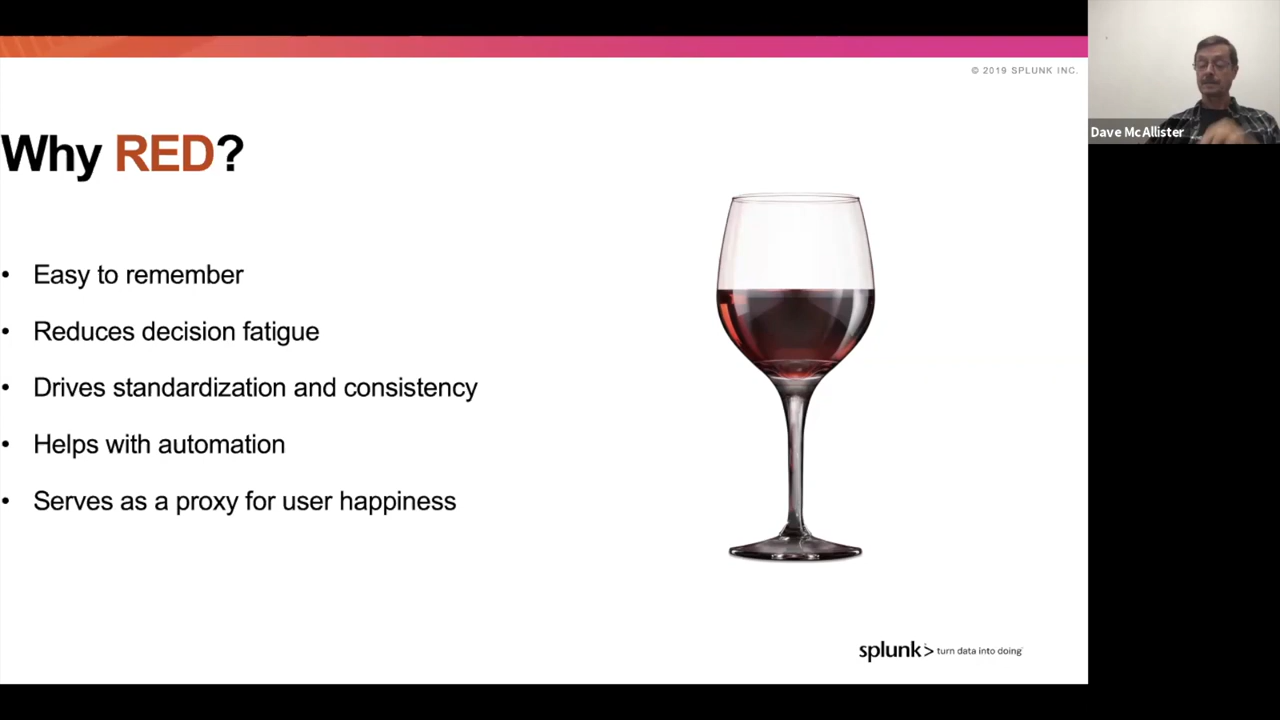 © 2019 SPLUNK INC.
Dave McAllister
Why RED?
• Easy to remember
• Reduces decision fatigue
• Drives standardization and consistency
• Helps with automation
• Serves as a proxy for user happiness
splunk> turn data into doing